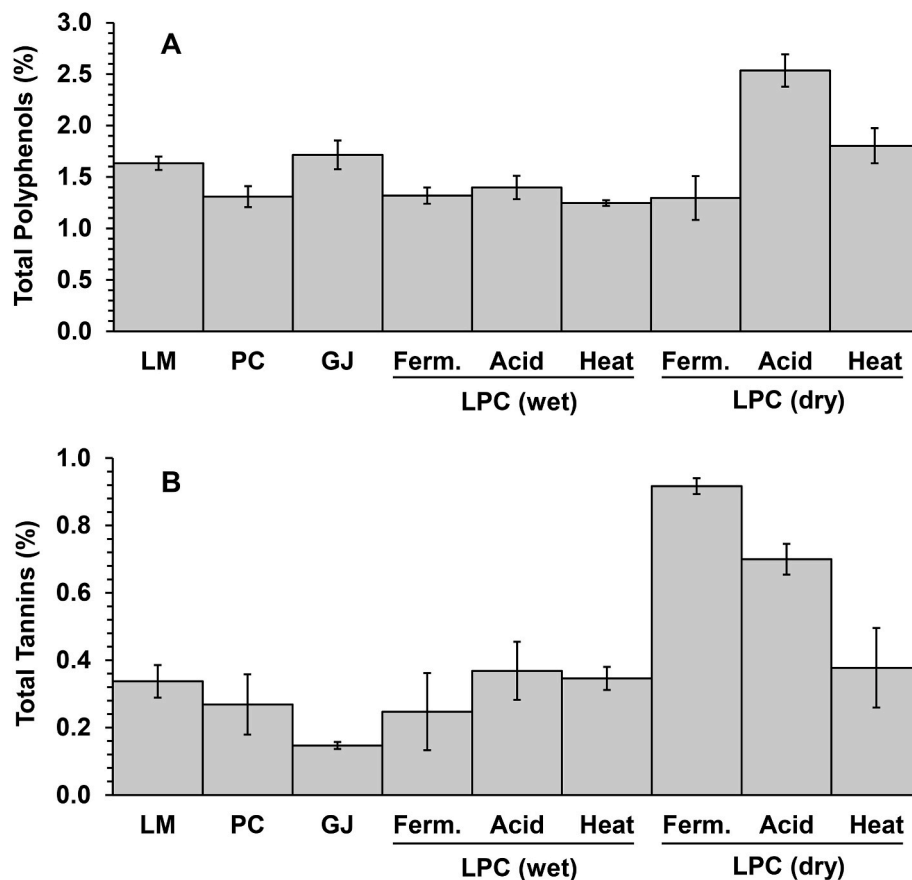 A
Total Polyphenols (%)
3.0
2.5
2.0
1.5
1.0
0.5
0.0
LM PC GJ Ferm. Acid Heat Ferm. Acid Heat
LPC (wet) LPC (dry)
B
Total Tannins (%)
1.0
0.8
0.6
0.4
0.2
0.0
LM PC GJ Ferm. Acid Heat Ferm. Acid Heat
LPC (wet) LPC (dry)